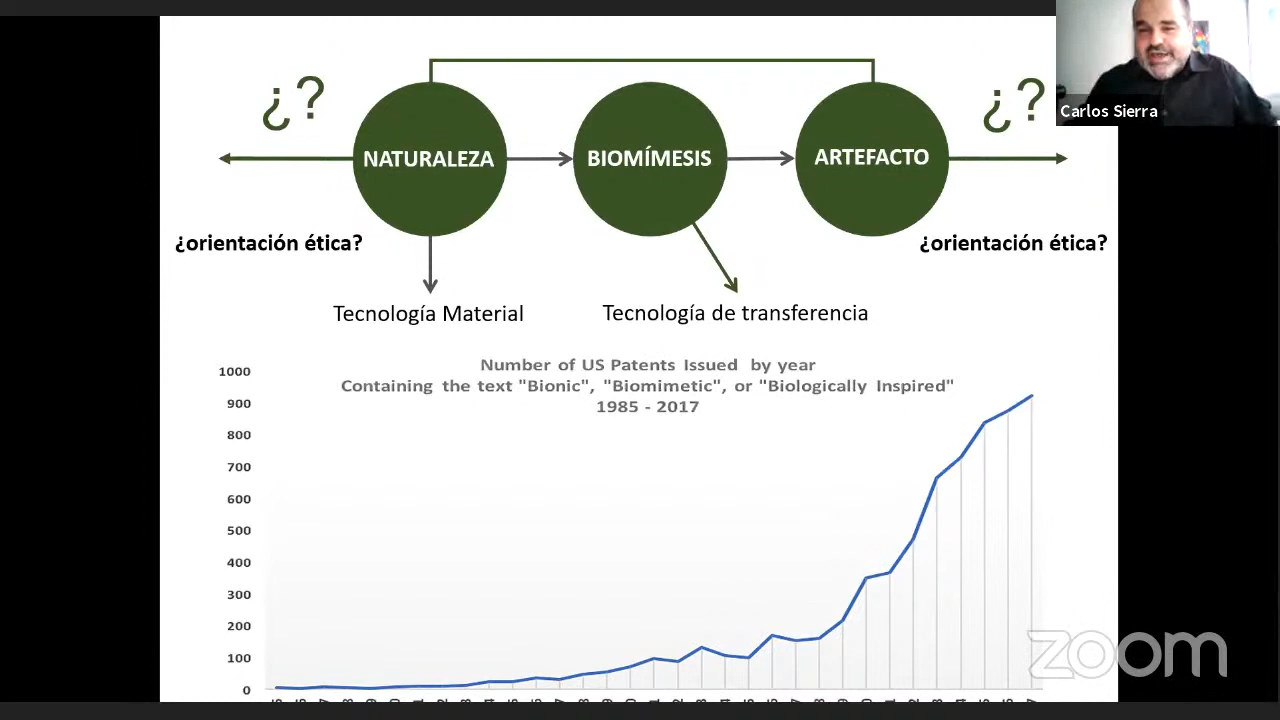 ¿?
¿?
Carlos Sierra
NATURALEZA
BIOMÍMESIS
ARTEFACTO
¿orientación ética?
¿orientación ética?
Tecnología Material
Tecnología de transferencia
Number of US Patents Issued by year
Containing the text "Bionic", "Biomimetic", or "Biologically Inspired"
1985 - 2017
1000
900
800
700
600
500
400
300
200
100
0
zoom